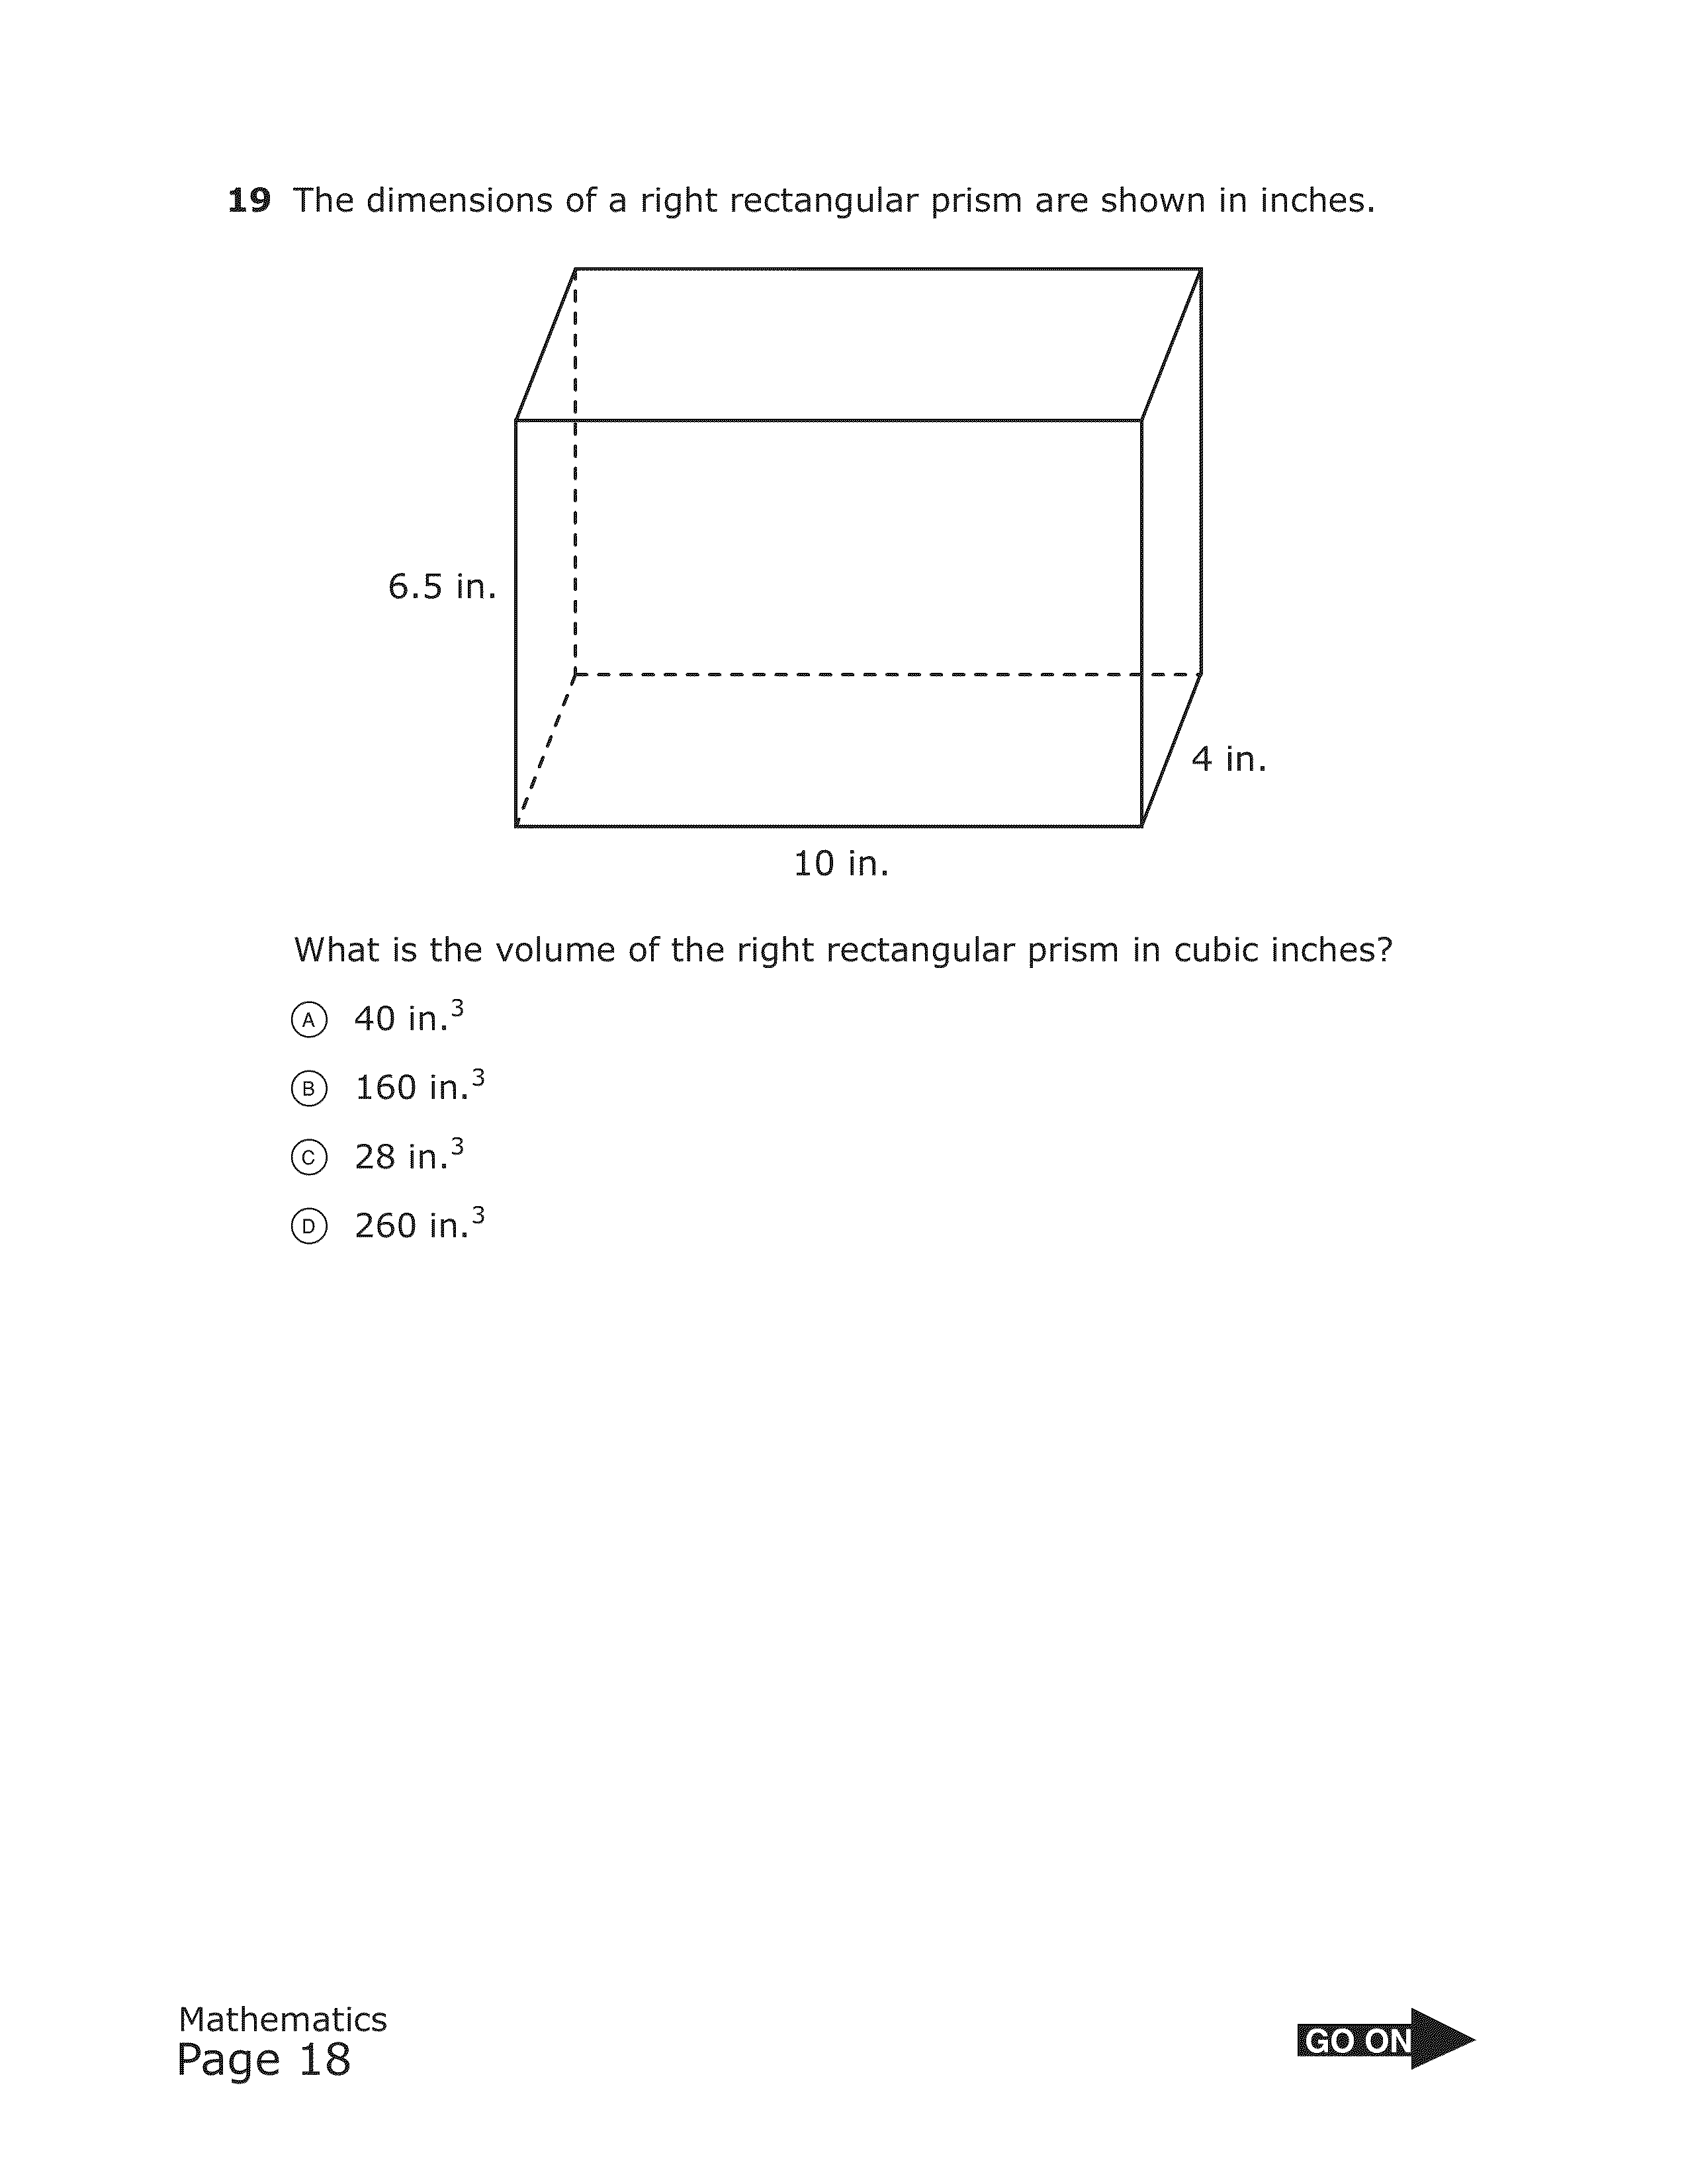 19 The dimensions of a right rectangular prism are shown in inches.
6.5 in.
4 in.
10 in.
What is the volume of the right rectangular prism in cubic inches?
A 40 in.³
B 160 in.³
C 28 in.³
D 260 in.³
Mathematics
Page 18
GO ON